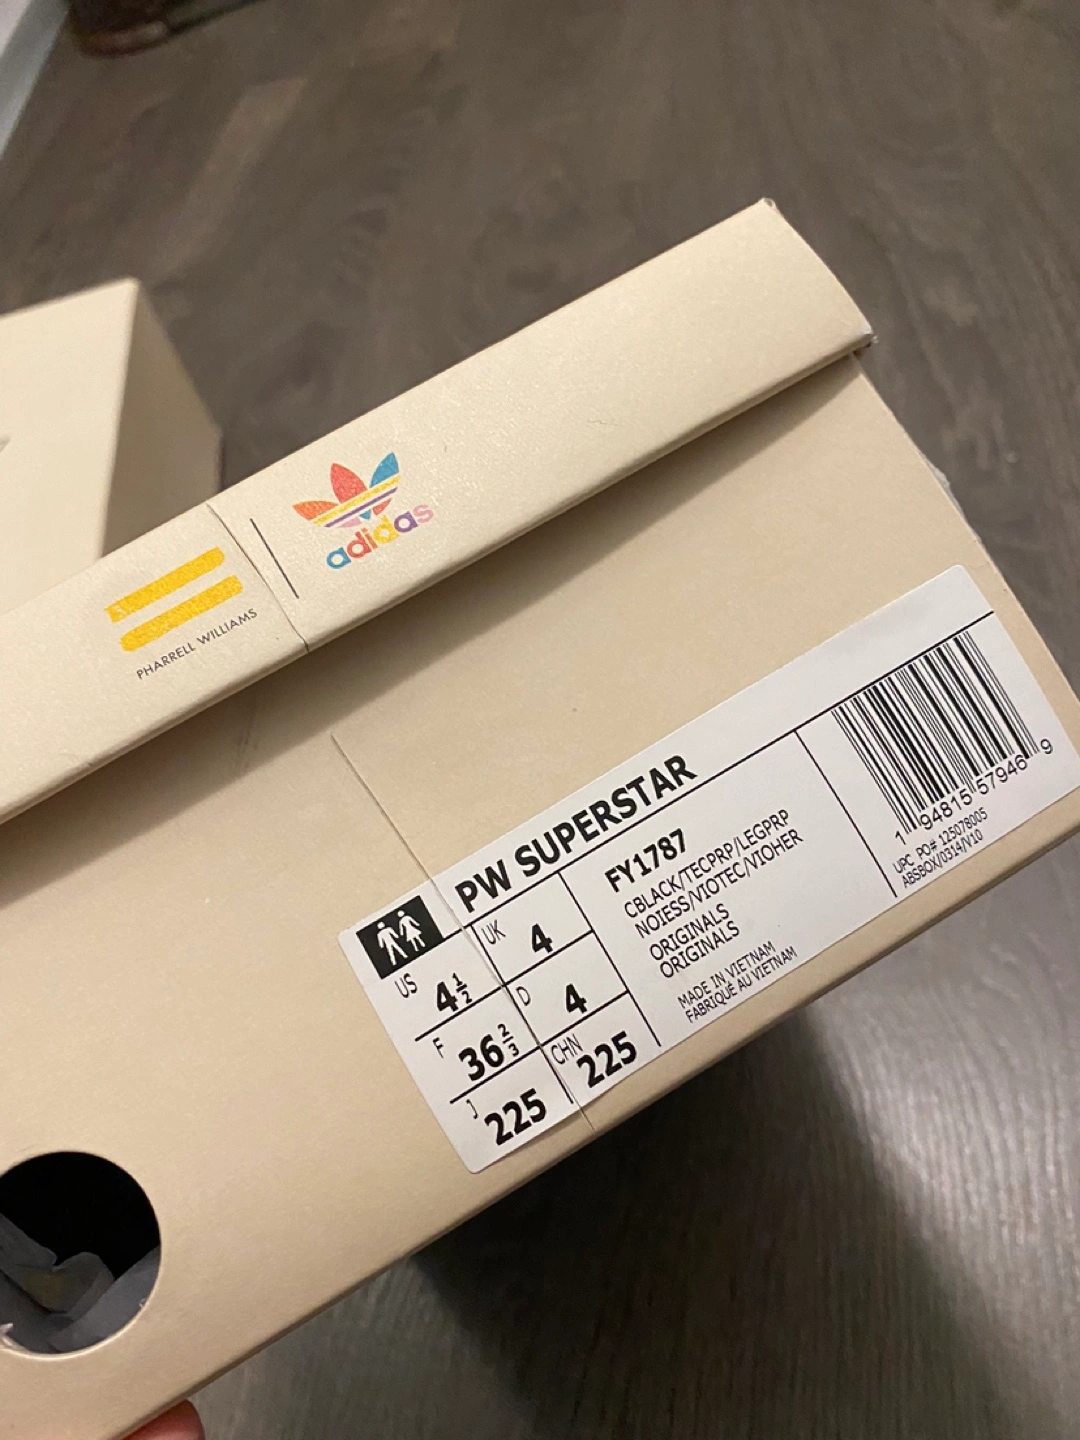 adidas
PHARRELL WILLIAMS
PW SUPERSTAR
US 4½
UK 4
F 36⅔
D 4
J 225
CHN 225
FY1787
CBLACK/TECPRP/LEGPRP
NOIESS/VIOTEC/VIOHER
ORIGINALS
ORIGINALS
MADE IN VIETNAM
FABRIQUÉ AU VIETNAM
1 94815 57946 9
UPC PO# 125078005
ABSBOX/0314/V10